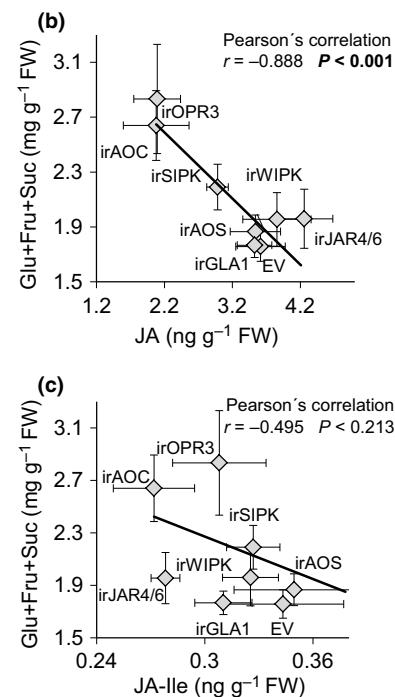 (b)
Pearson´s correlation
r = –0.888 P < 0.001
3.1
2.7
2.3
1.9
1.5
Glu+Fru+Suc (mg g–1 FW)
irOPR3
irAOC
irSIPK
irWIPK
irAOS
irJAR4/6
irGLA1
EV
1.2 2.2 3.2 4.2
JA (ng g–1 FW)
(c)
Pearson´s correlation
r = –0.495 P < 0.213
3.1
2.7
2.3
1.9
1.5
Glu+Fru+Suc (mg g–1 FW)
irOPR3
irAOC
irSIPK
irWIPK
irAOS
irJAR4/6
irGLA1
EV
0.24 0.3 0.36
JA-Ile (ng g–1 FW)